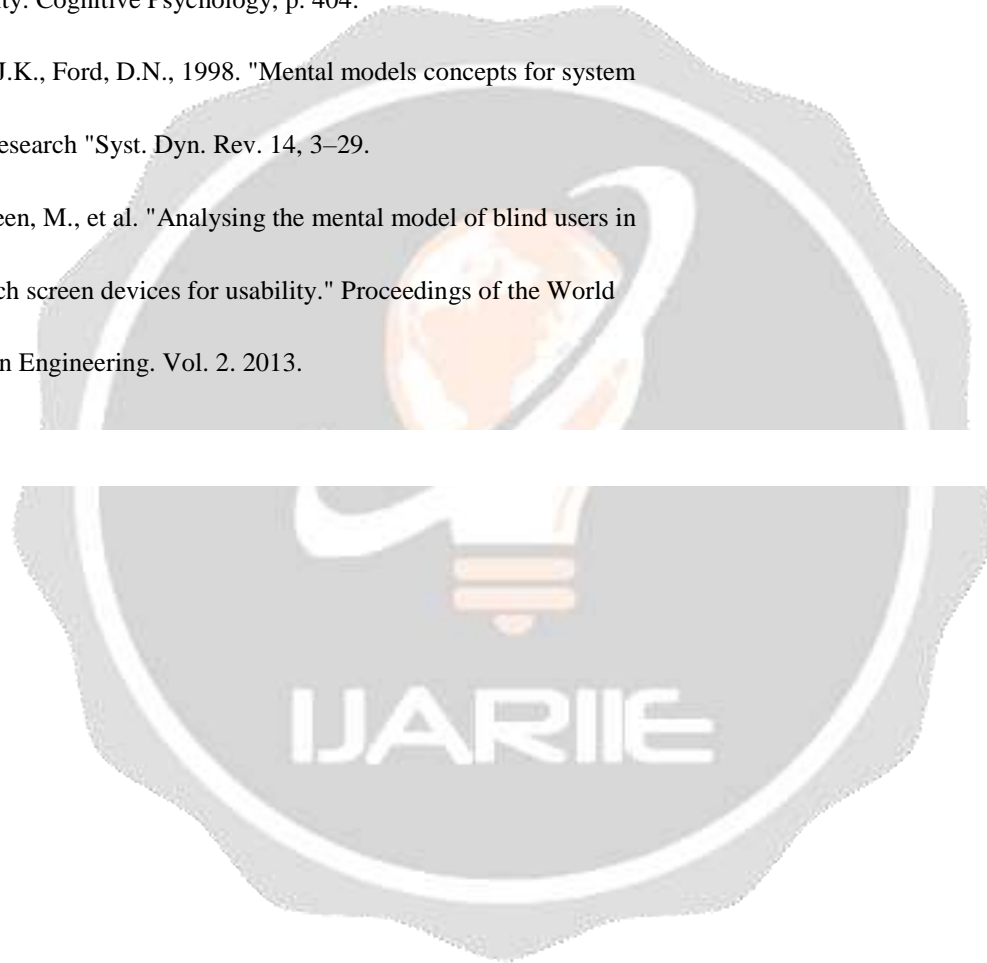 ity. Cognitive Psychology, p. 404.
J.K., Ford, D.N., 1998. "Mental models concepts for system
esearch "Syst. Dyn. Rev. 14, 3–29.
een, M., et al. "Analysing the mental model of blind users in
ch screen devices for usability." Proceedings of the World
n Engineering. Vol. 2. 2013.
IJARIIE